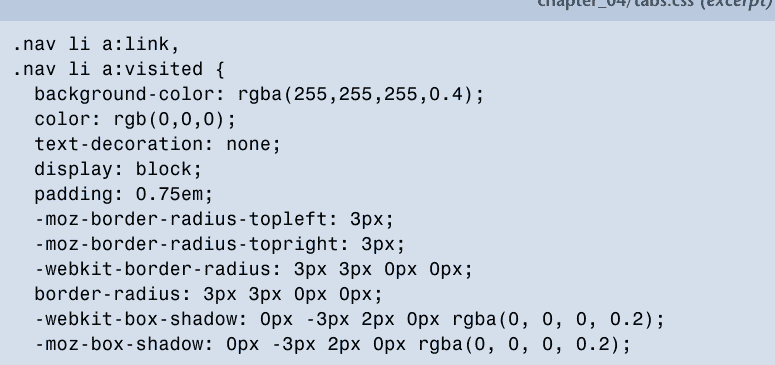 chapter_04/tabs.css (excerpt)
.nav li a:link,
.nav li a:visited {
  background-color: rgba(255,255,255,0.4);
  color: rgb(0,0,0);
  text-decoration: none;
  display: block;
  padding: 0.75em;
  -moz-border-radius-topleft: 3px;
  -moz-border-radius-topright: 3px;
  -webkit-border-radius: 3px 3px 0px 0px;
  border-radius: 3px 3px 0px 0px;
  -webkit-box-shadow: 0px -3px 2px 0px rgba(0, 0, 0, 0.2);
  -moz-box-shadow: 0px -3px 2px 0px rgba(0, 0, 0, 0.2);